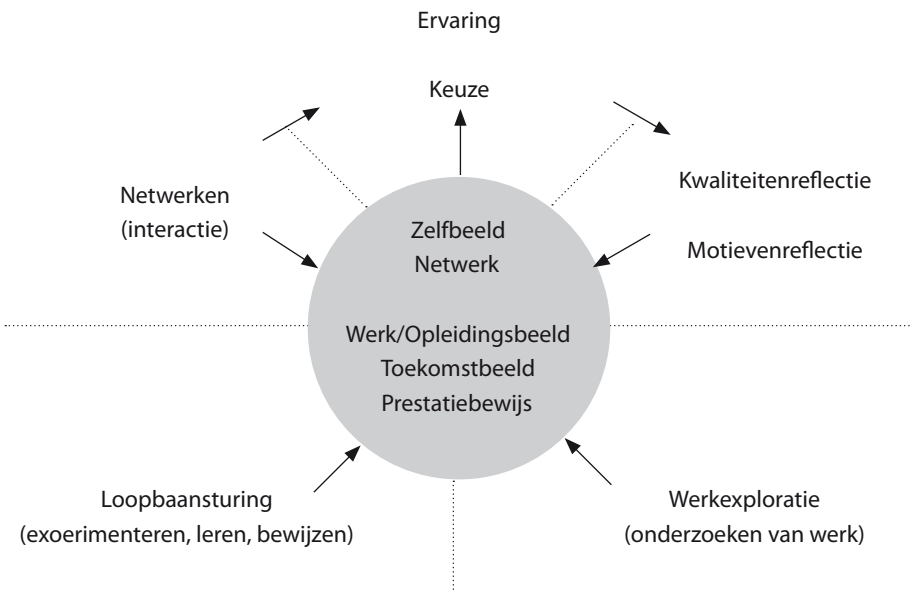 Ervaring
Keuze
Netwerken
(interactie)
Kwaliteitenreflectie
Motievenreflectie
Zelfbeeld
Netwerk
Werk/Opleidingsbeeld
Toekomstbeeld
Prestatiebewijs
Loopbaansturing
(exoerimenteren, leren, bewijzen)
Werkexploratie
(onderzoeken van werk)